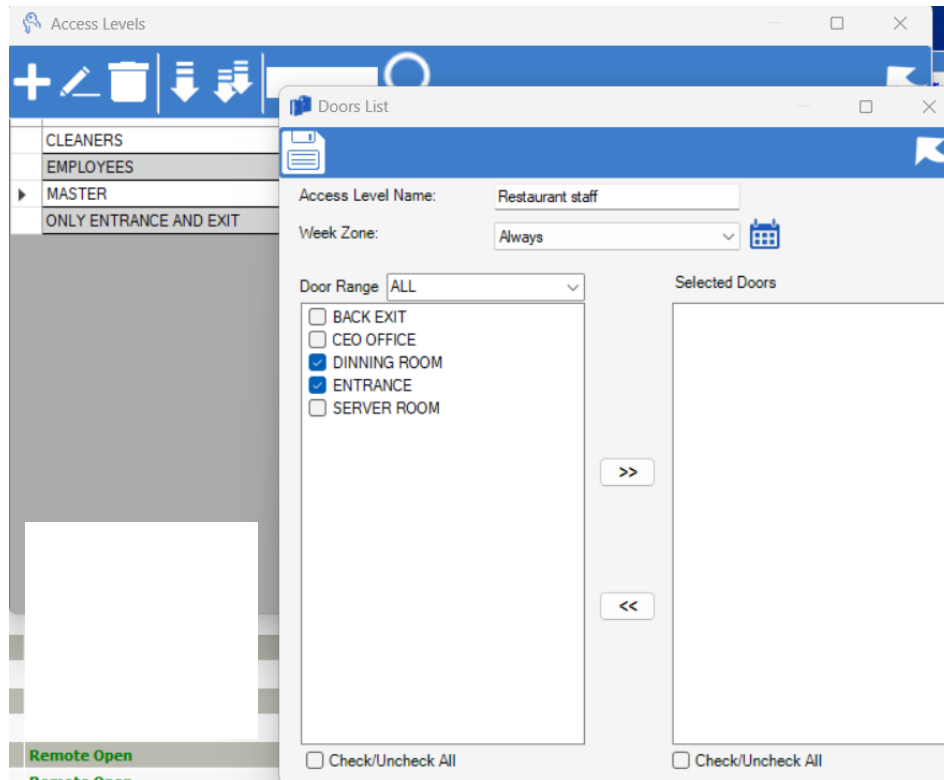 Access Levels
Doors List
CLEANERS
EMPLOYEES
MASTER
ONLY ENTRANCE AND EXIT
Access Level Name:
Restaurant staff
Week Zone:
Always
Door Range
ALL
Selected Doors
BACK EXIT
CEO OFFICE
DINNING ROOM
ENTRANCE
SERVER ROOM
>>
<<
Check/Uncheck All
Check/Uncheck All
Remote Open
Remote Open